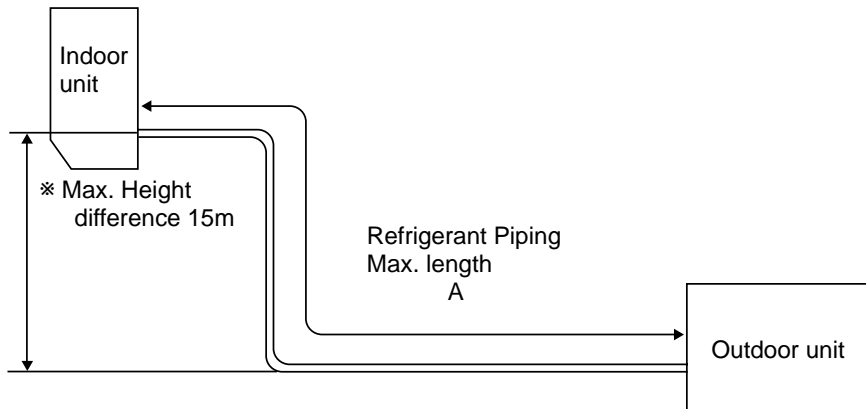 Indoor
unit
※ Max. Height
difference 15m
Refrigerant Piping
Max. length
A
Outdoor unit